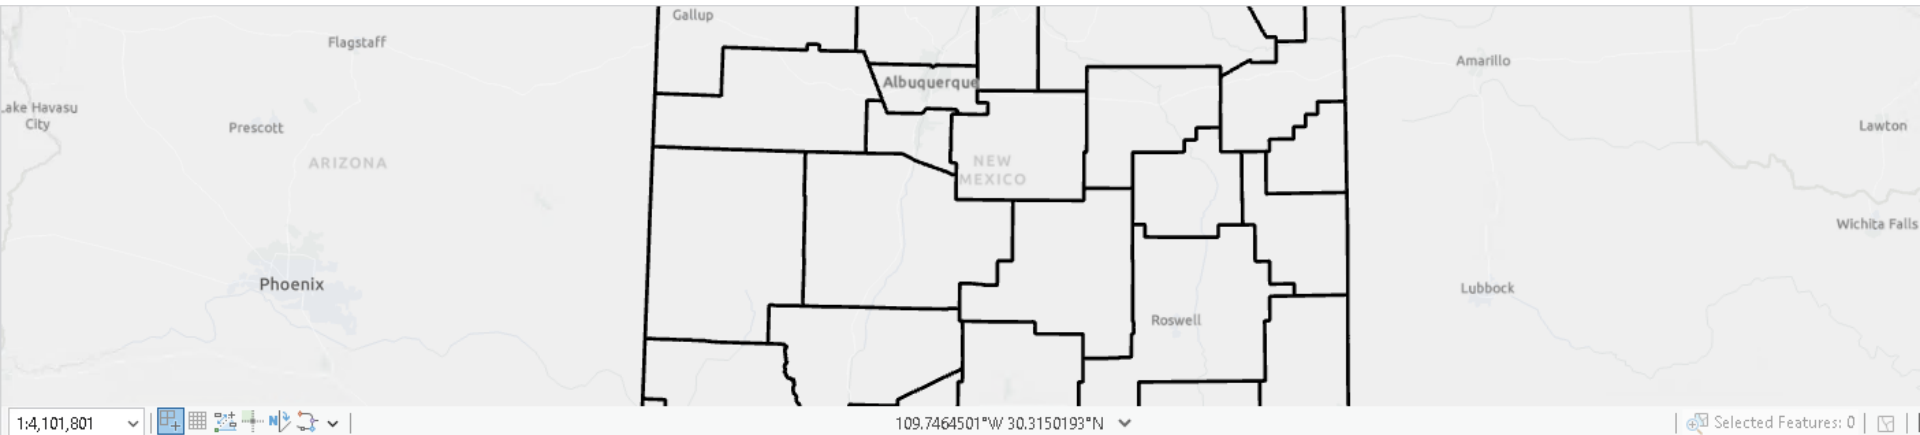 Gallup
Flagstaff
Amarillo
Albuquerque
Lake Havasu
City
Prescott
Lawton
ARIZONA
NEW
MEXICO
Wichita Falls
Phoenix
Lubbock
Roswell
1:4,101,801
109.7464501°W 30.3150193°N
Selected Features: 0